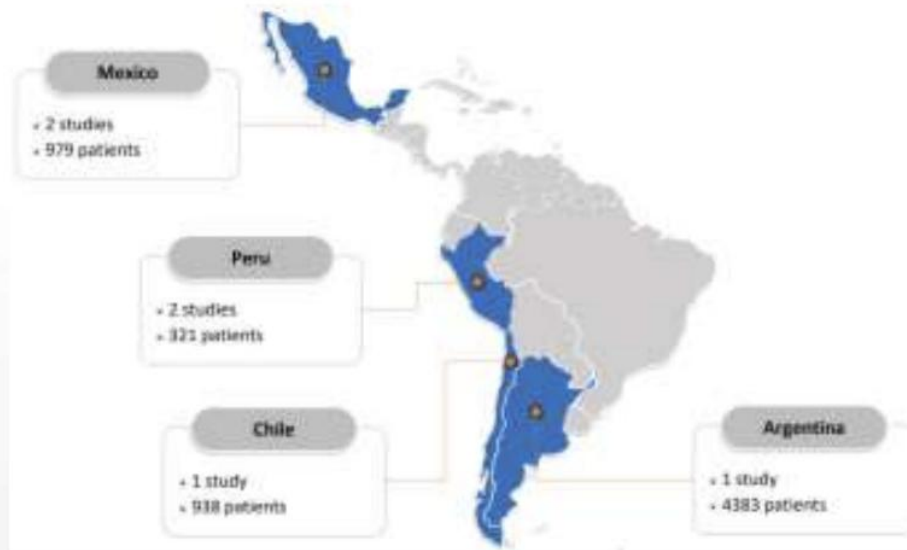 Mexico
• 2 studies
• 979 patients
Peru
• 2 studies
• 321 patients
Chile
• 1 study
• 938 patients
Argentina
• 1 study
• 4383 patients